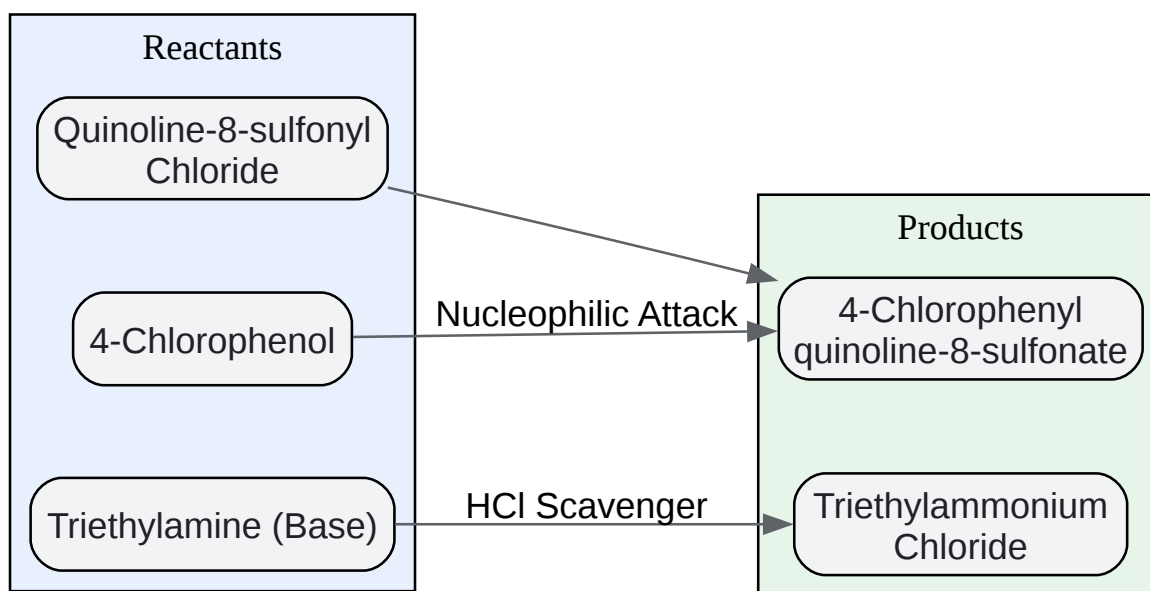 Reactants
Quinoline-8-sulfonyl
Chloride
4-Chlorophenol
Triethylamine (Base)
Nucleophilic Attack
HCl Scavenger
Products
4-Chlorophenyl
quinoline-8-sulfonate
Triethylammonium
Chloride